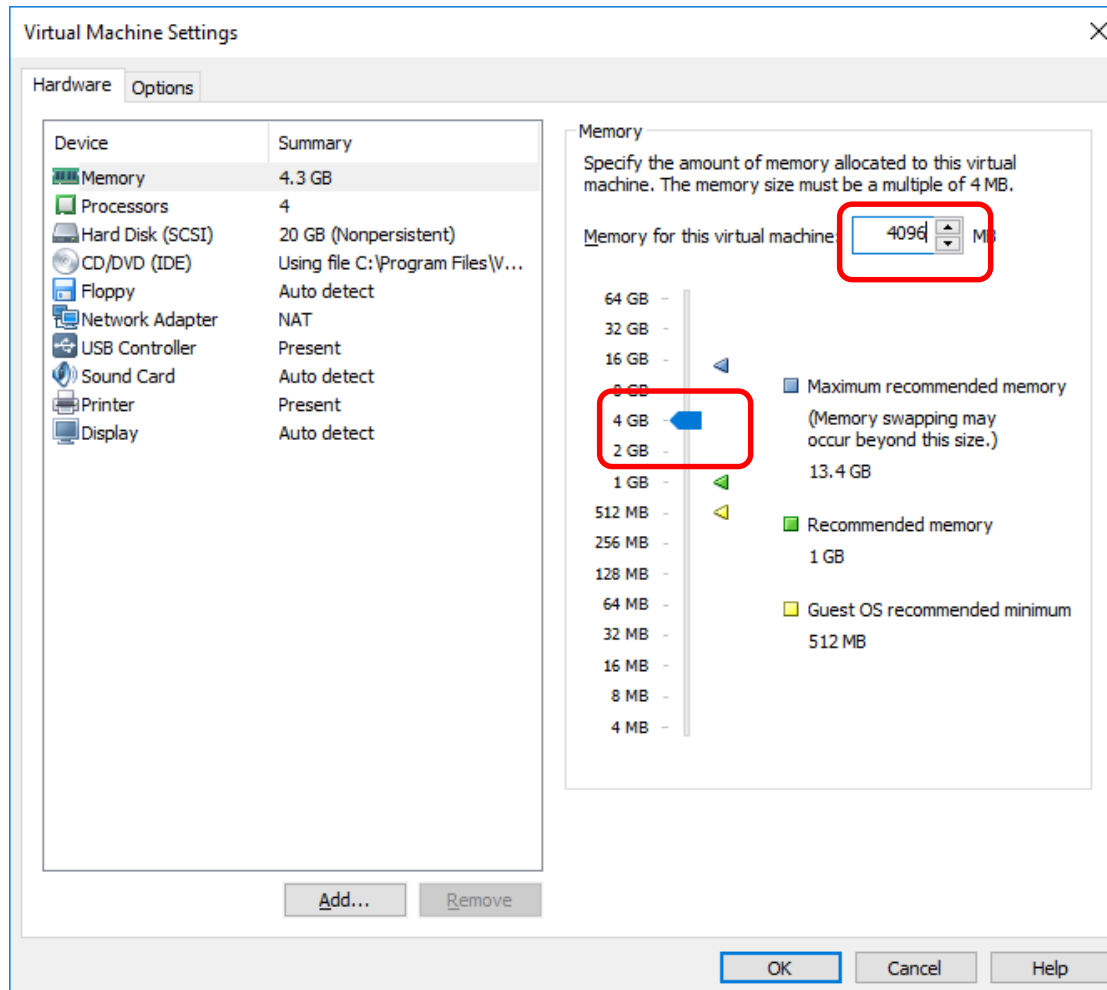 Virtual Machine Settings
Hardware Options
Device Summary
Memory 4.3 GB
Processors 4
Hard Disk (SCSI) 20 GB (Nonpersistent)
CD/DVD (IDE) Using file C:\Program Files\V...
Floppy Auto detect
Network Adapter NAT
USB Controller Present
Sound Card Auto detect
Printer Present
Display Auto detect
Add... Remove
Memory
Specify the amount of memory allocated to this virtual
machine. The memory size must be a multiple of 4 MB.
Memory for this virtual machine: 4096 MB
64 GB
32 GB
16 GB
8 GB
4 GB
2 GB
1 GB
512 MB
256 MB
128 MB
64 MB
32 MB
16 MB
8 MB
4 MB
Maximum recommended memory
(Memory swapping may
occur beyond this size.)
13.4 GB
Recommended memory
1 GB
Guest OS recommended minimum
512 MB
OK Cancel Help